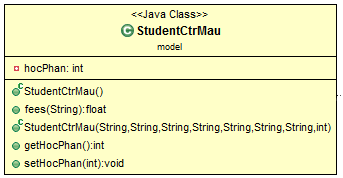 <<Java Class>>
StudentCtrMau
model
hocPhan: int
StudentCtrMau()
fees(String):float
StudentCtrMau(String,String,String,String,String,String,String,int)
getHocPhan():int
setHocPhan(int):void